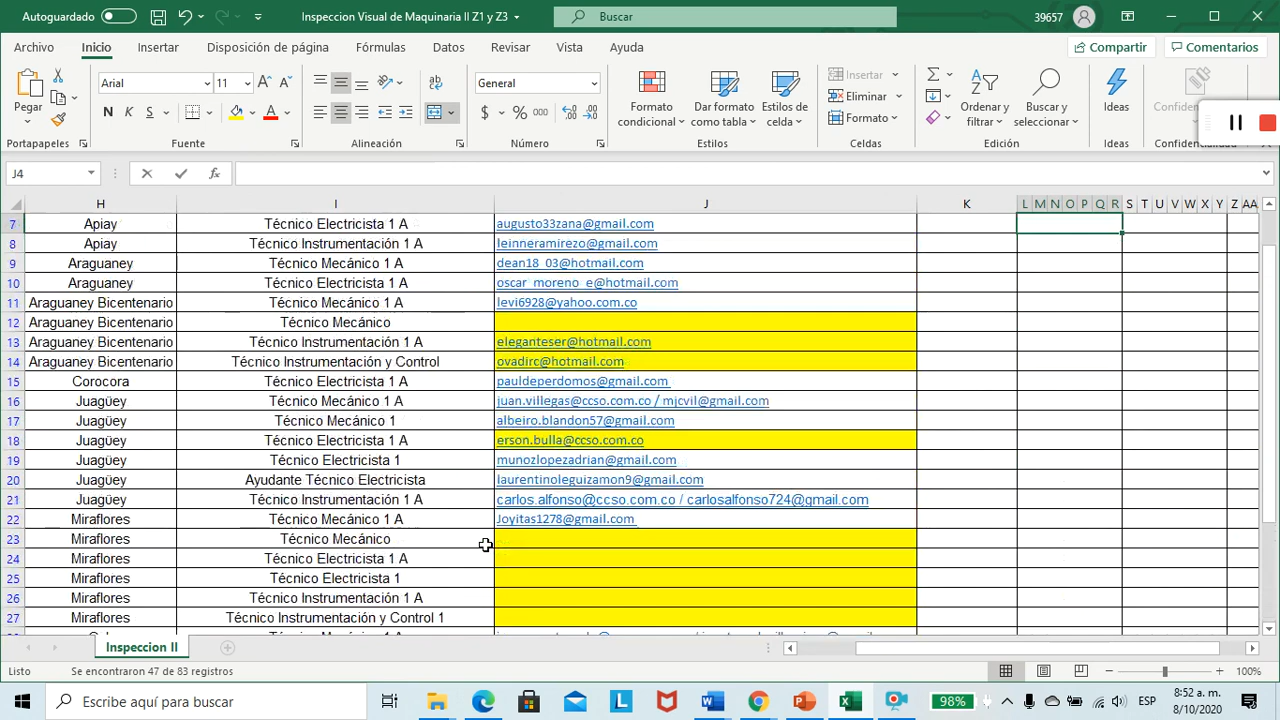 Autoguardado
Inspeccion Visual de Maquinaria II Z1 y Z3
Buscar
39657
Archivo Inicio Insertar Disposición de página Fórmulas Datos Revisar Vista Ayuda
Compartir Comentarios
Pegar
Arial 11
N K S
General
$ % 000
Formato condicional
Dar formato como tabla
Estilos de celda
Insertar
Eliminar
Formato
Ordenar y filtrar
Buscar y seleccionar
Ideas
Portapapeles Fuente Alineación Número Estilos Celdas Edición Ideas
J4
H I J K L M N O P Q R S T U V W X Y Z AA
7 Apiay Técnico Electricista 1 A augusto33zana@gmail.com
8 Apiay Técnico Instrumentación 1 A leinneramirezo@gmail.com
9 Araguaney Técnico Mecánico 1 A dean18_03@hotmail.com
10 Araguaney Técnico Electricista 1 A oscar_moreno_e@hotmail.com
11 Araguaney Bicentenario Técnico Mecánico 1 A levi6928@yahoo.com.co
12 Araguaney Bicentenario Técnico Mecánico
13 Araguaney Bicentenario Técnico Instrumentación 1 A eleganteser@hotmail.com
14 Araguaney Bicentenario Técnico Instrumentación y Control ovadirc@hotmail.com
15 Corocora Técnico Electricista 1 A pauldeperdomos@gmail.com
16 Juagüey Técnico Mecánico 1 A juan.villegas@ccso.com.co / mjcvil@gmail.com
17 Juagüey Técnico Mecánico 1 albeiro.blandon57@gmail.com
18 Juagüey Técnico Electricista 1 A erson.bulla@ccso.com.co
19 Juagüey Técnico Electricista 1 munozlopezadrian@gmail.com
20 Juagüey Ayudante Técnico Electricista laurentinoleguizamon9@gmail.com
21 Juagüey Técnico Instrumentación 1 A carlos.alfonso@ccso.com.co / carlosalfonso724@gmail.com
22 Miraflores Técnico Mecánico 1 A Joyitas1278@gmail.com
23 Miraflores Técnico Mecánico
24 Miraflores Técnico Electricista 1 A
25 Miraflores Técnico Electricista 1
26 Miraflores Técnico Instrumentación 1 A
27 Miraflores Técnico Instrumentación y Control 1
Inspeccion II
Listo Se encontraron 47 de 83 registros
100%
Escribe aquí para buscar
98%
ESP
8:52 a. m.
8/10/2020